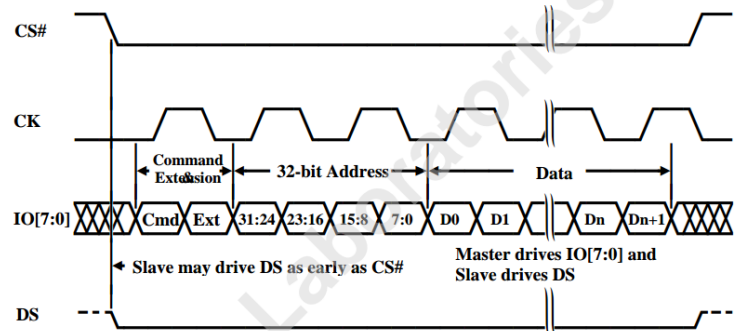 CS#
CK
Command
&
Extension
32-bit Address
Data
IO[7:0]
Cmd
Ext
31:24
23:16
15:8
7:0
D0
D1
Dn
Dn+1
Slave may drive DS as early as CS#
Master drives IO[7:0] and
Slave drives DS
DS
Laboratories